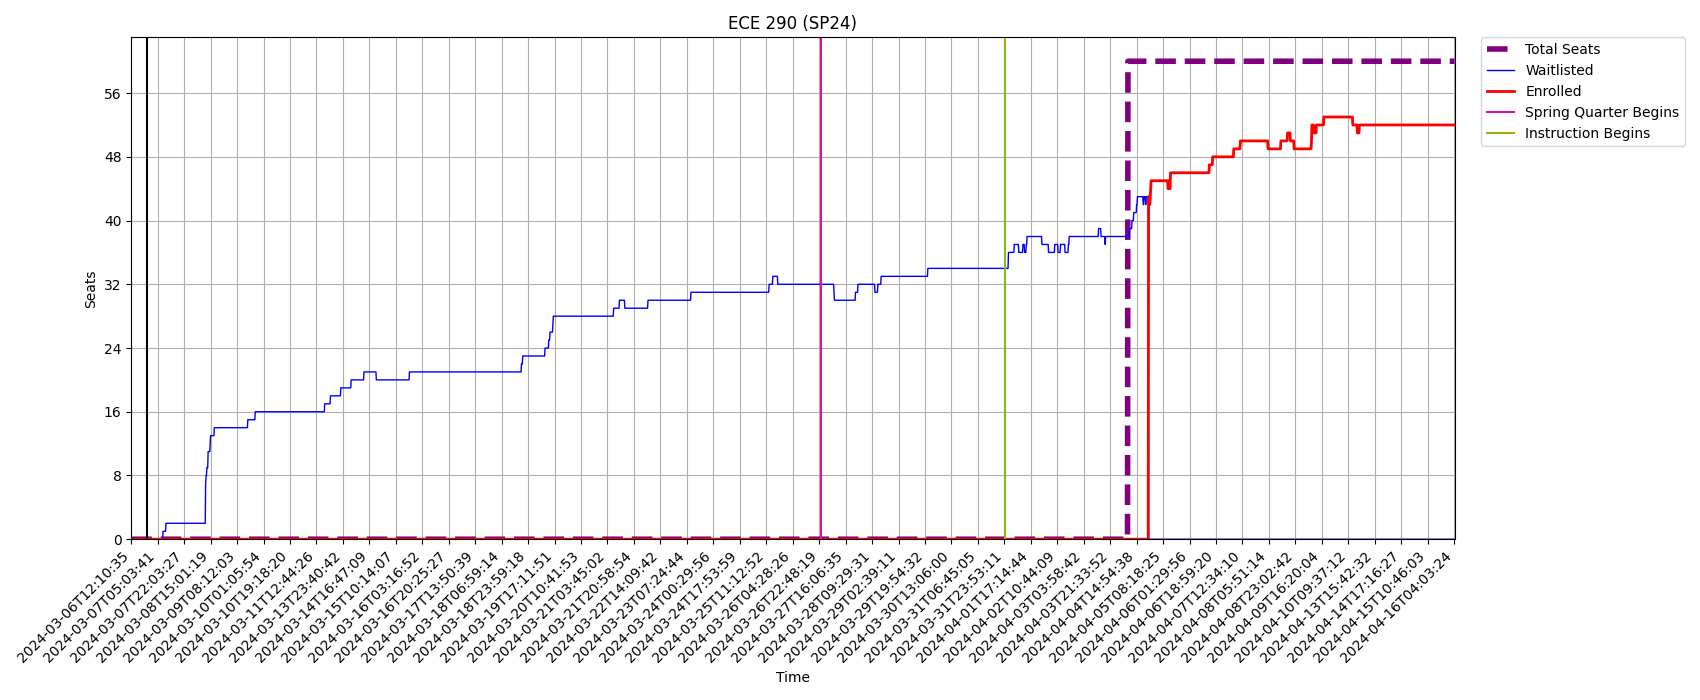 ECE 290 (SP24)
Total Seats
Waitlisted
Enrolled
Spring Quarter Begins
Instruction Begins
Seats
56
48
40
32
24
16
8
0
2024-03-06T12:10:35
2024-03-07T05:03:41
2024-03-07T22:03:27
2024-03-08T15:01:19
2024-03-09T08:12:03
2024-03-10T01:05:54
2024-03-10T19:18:20
2024-03-11T12:44:26
2024-03-13T23:40:42
2024-03-14T16:47:09
2024-03-15T10:14:07
2024-03-16T03:16:52
2024-03-16T20:25:27
2024-03-17T13:50:39
2024-03-18T06:59:14
2024-03-18T23:59:18
2024-03-19T17:11:51
2024-03-20T10:41:53
2024-03-21T03:45:02
2024-03-21T20:58:54
2024-03-22T14:09:42
2024-03-23T07:24:44
2024-03-24T00:29:56
2024-03-24T17:53:59
2024-03-25T11:12:52
2024-03-26T04:28:26
2024-03-26T22:48:19
2024-03-27T16:06:35
2024-03-28T09:29:31
2024-03-29T02:39:11
2024-03-29T19:54:32
2024-03-30T13:06:00
2024-03-31T06:45:05
2024-03-31T23:53:11
2024-04-01T17:14:44
2024-04-02T10:44:09
2024-04-03T03:58:42
2024-04-03T21:33:52
2024-04-04T14:54:38
2024-04-05T08:18:25
2024-04-06T01:29:56
2024-04-06T18:59:20
2024-04-07T12:34:10
2024-04-08T05:51:14
2024-04-08T23:02:42
2024-04-09T16:20:04
2024-04-10T09:37:12
2024-04-13T15:42:32
2024-04-14T17:16:27
2024-04-15T10:46:03
2024-04-16T04:03:24
Time